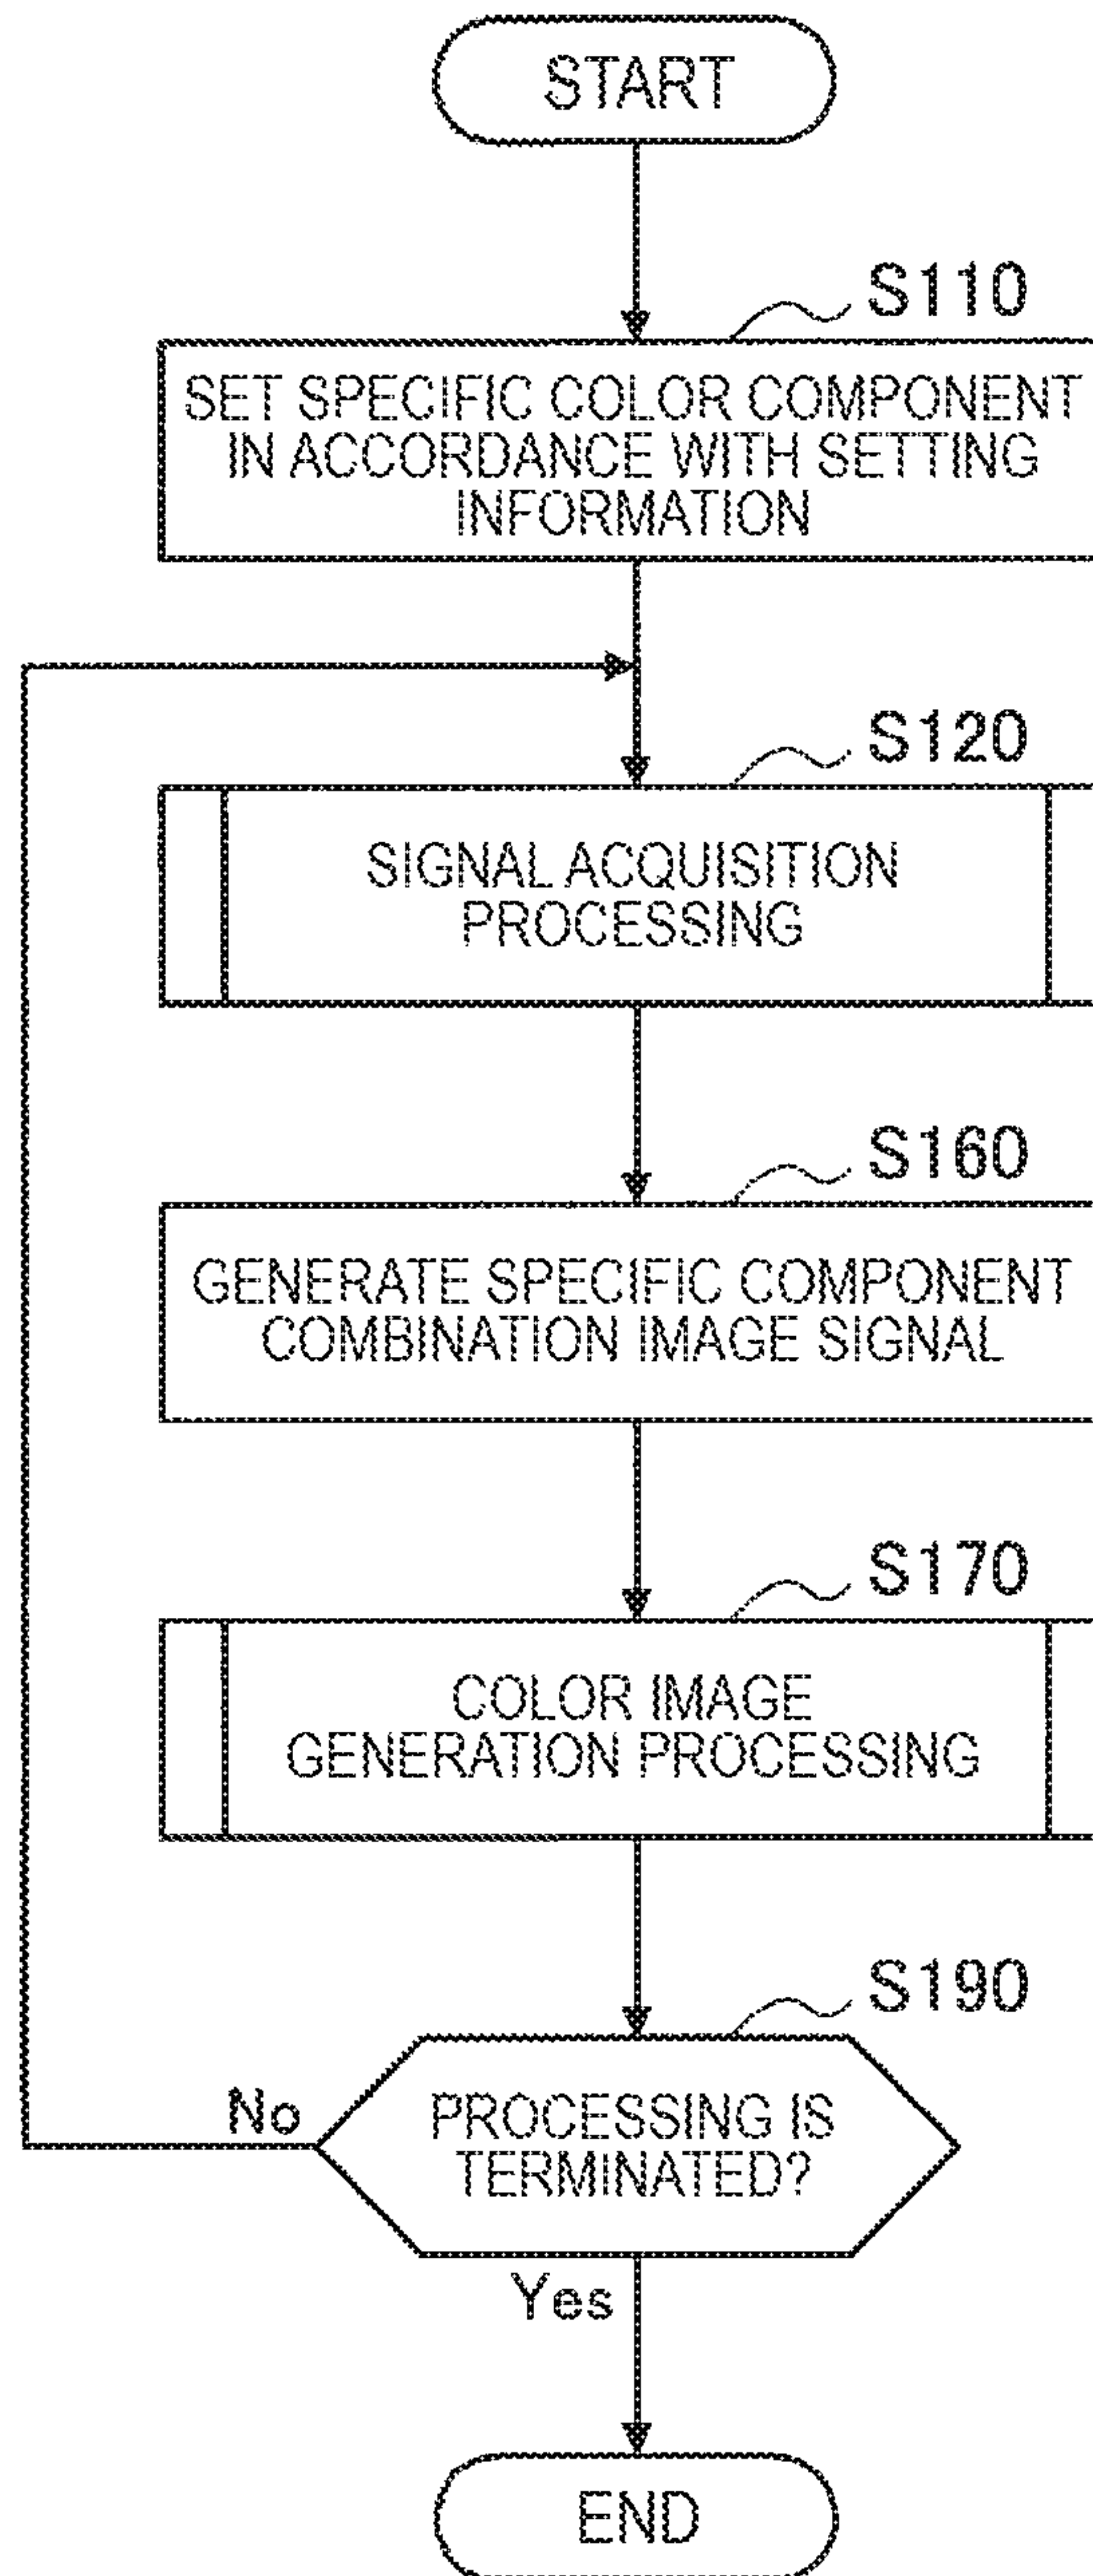 START
S110
SET SPECIFIC COLOR COMPONENT
IN ACCORDANCE WITH SETTING
INFORMATION
S120
SIGNAL ACQUISITION
PROCESSING
S160
GENERATE SPECIFIC COMPONENT
COMBINATION IMAGE SIGNAL
S170
COLOR IMAGE
GENERATION PROCESSING
S190
No
PROCESSING IS
TERMINATED?
Yes
END